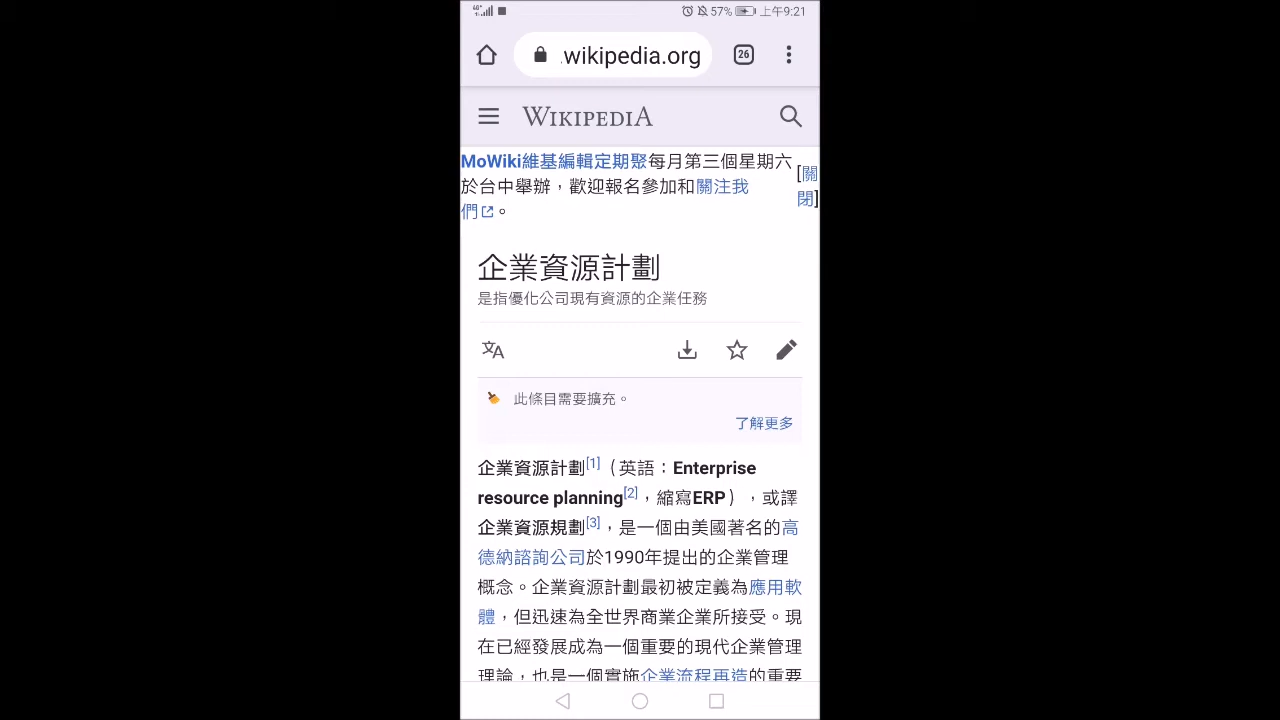 57% 上午9:21
.wikipedia.org 26
WIKIPEDIA
MoWiki維基編輯定期聚每月第三個星期六
於台中舉辦，歡迎報名參加和關注我
們。
[關
閉]
企業資源計劃
是指優化公司現有資源的企業任務
文A
此條目需要擴充。
了解更多
企業資源計劃[1]（英語：Enterprise
resource planning[2]，縮寫ERP），或譯
企業資源規劃[3]，是一個由美國著名的高
德納諮詢公司於1990年提出的企業管理
概念。企業資源計劃最初被定義為應用軟
體，但迅速為全世界商業企業所接受。現
在已經發展成為一個重要的現代企業管理
理論，也是一個實施企業流程再造的重要